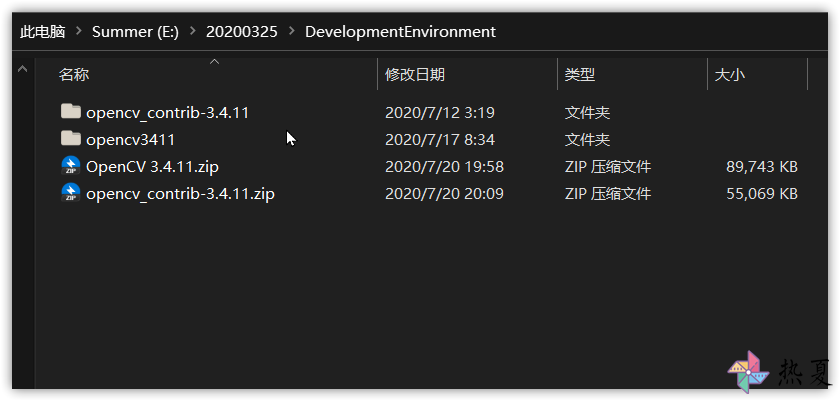 此电脑 > Summer (E:) > 20200325 > DevelopmentEnvironment
名称 修改日期 类型 大小
opencv_contrib-3.4.11 2020/7/12 3:19 文件夹
opencv3411 2020/7/17 8:34 文件夹
ZIP OpenCV 3.4.11.zip 2020/7/20 19:58 ZIP 压缩文件 89,743 KB
ZIP opencv_contrib-3.4.11.zip 2020/7/20 20:09 ZIP 压缩文件 55,069 KB
热夏